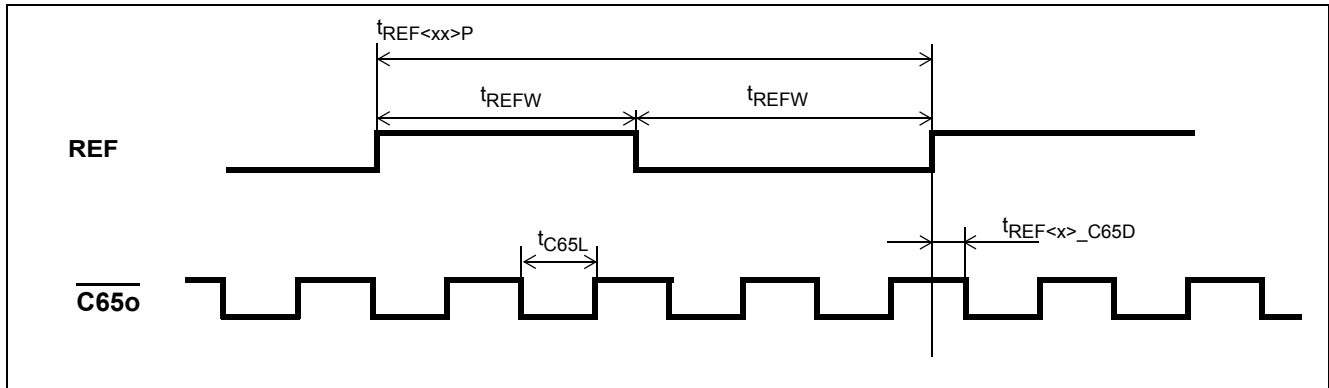 tREF<xx>P
tREFW
tREFW
REF
tC65L
tREF<x>_C65D
C65o